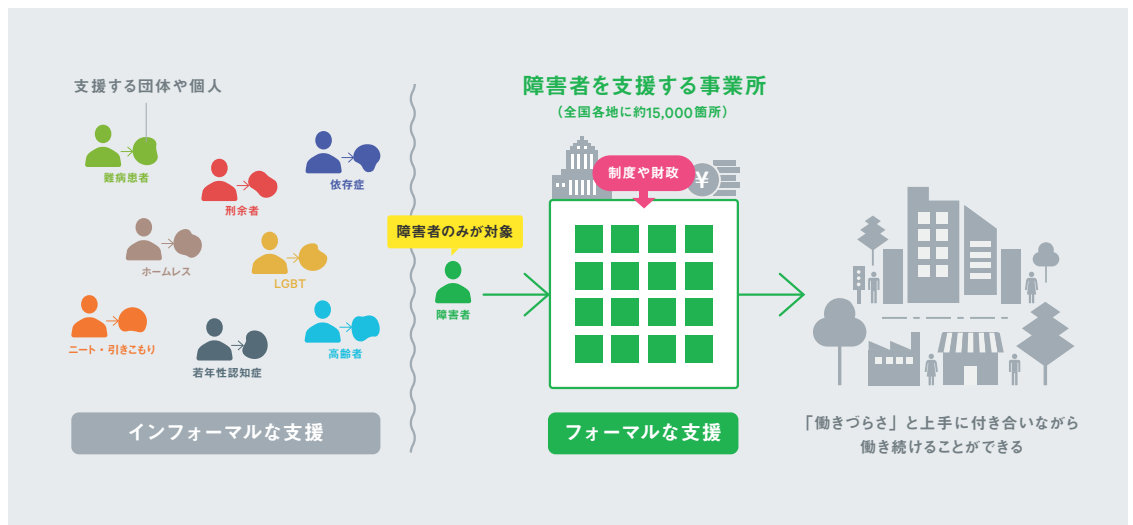 支援する団体や個人
難病患者
刑余者
依存症
ホームレス
LGBT
ニート・引きこもり
若年性認知症
高齢者
インフォーマルな支援
障害者のみが対象
障害者
障害者を支援する事業所
（全国各地に約15,000箇所）
制度や財政
¥
フォーマルな支援
「働きづらさ」と上手に付き合いながら
働き続けることができる